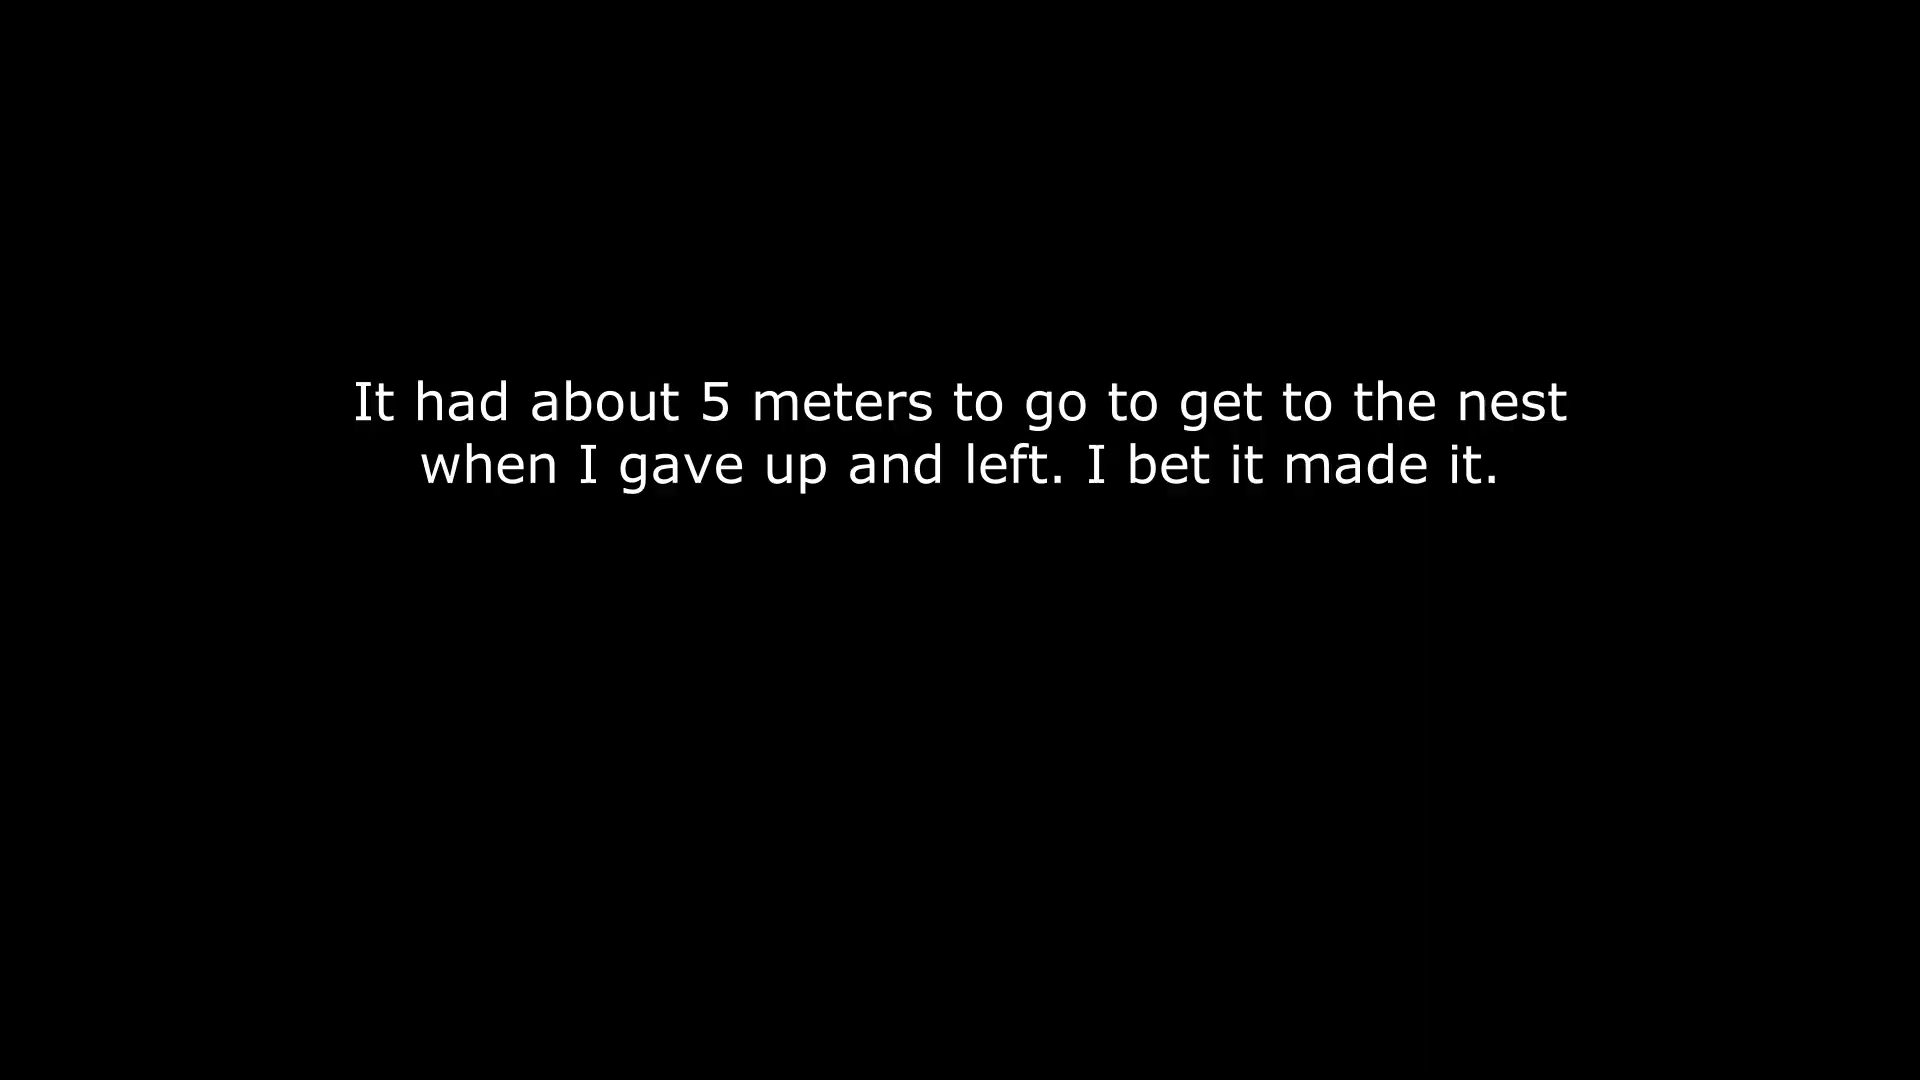 It had about 5 meters to go to get to the nest
when I gave up and left. I bet it made it.